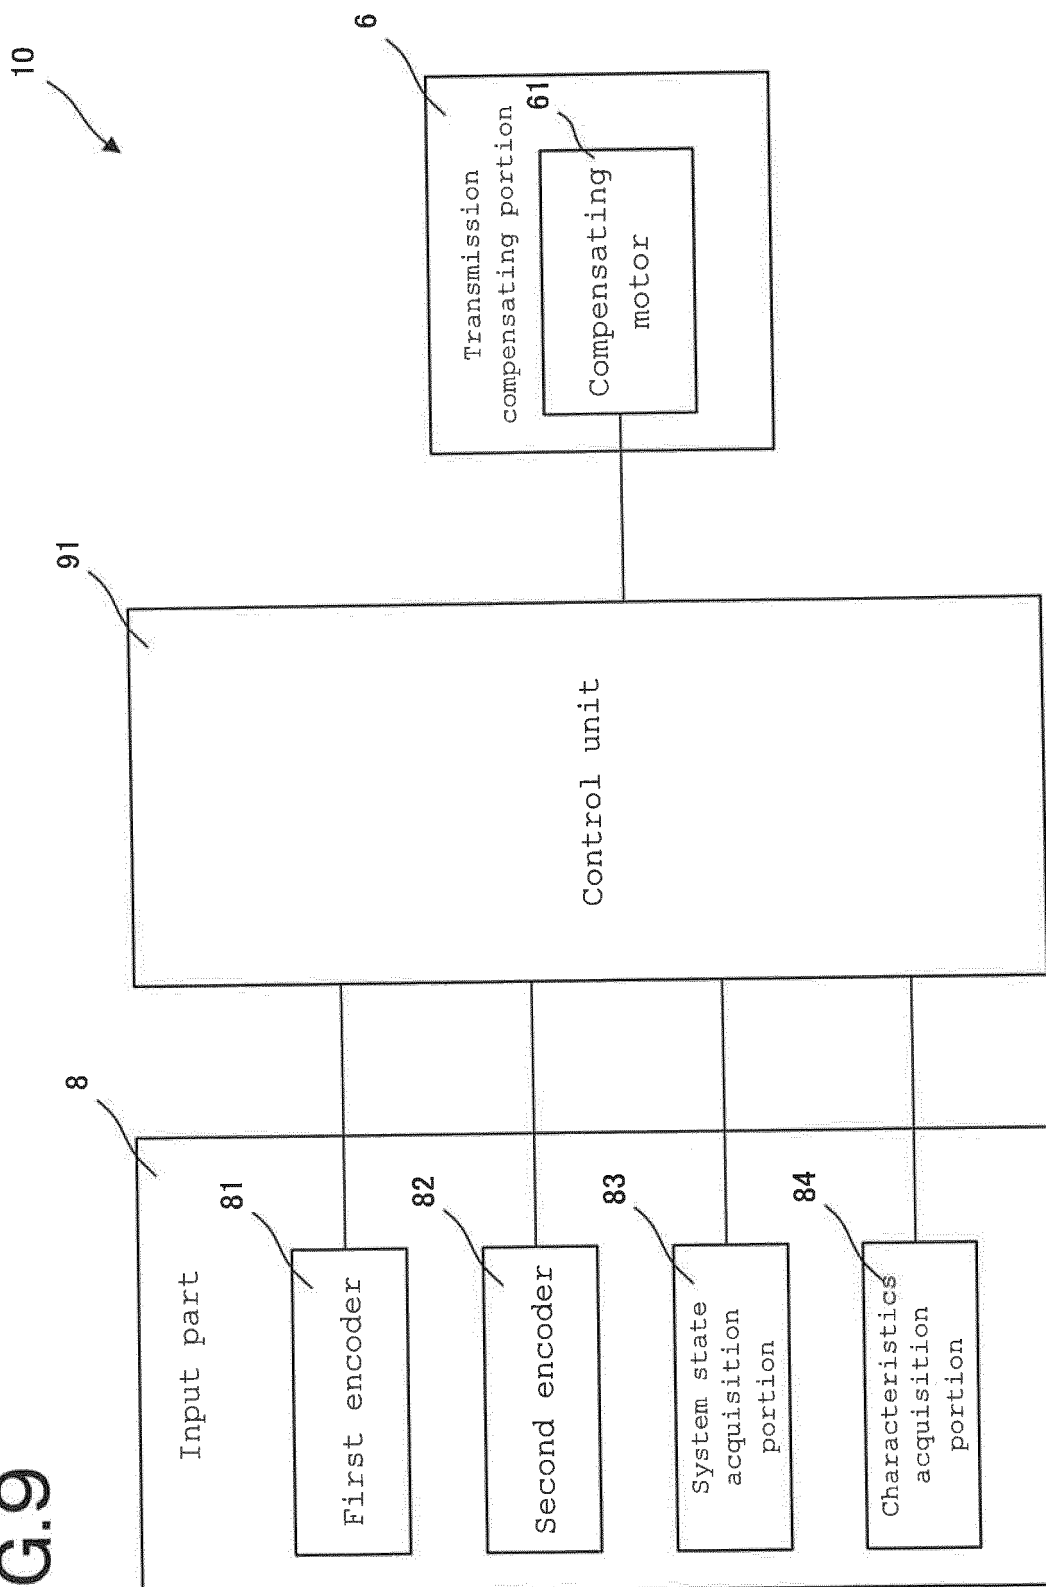 G.9
10
8
Input part
81
First encoder
82
Second encoder
83
System state
acquisition
portion
84
Characteristics
acquisition
portion
91
Control unit
6
Transmission
compensating portion
61
Compensating
motor